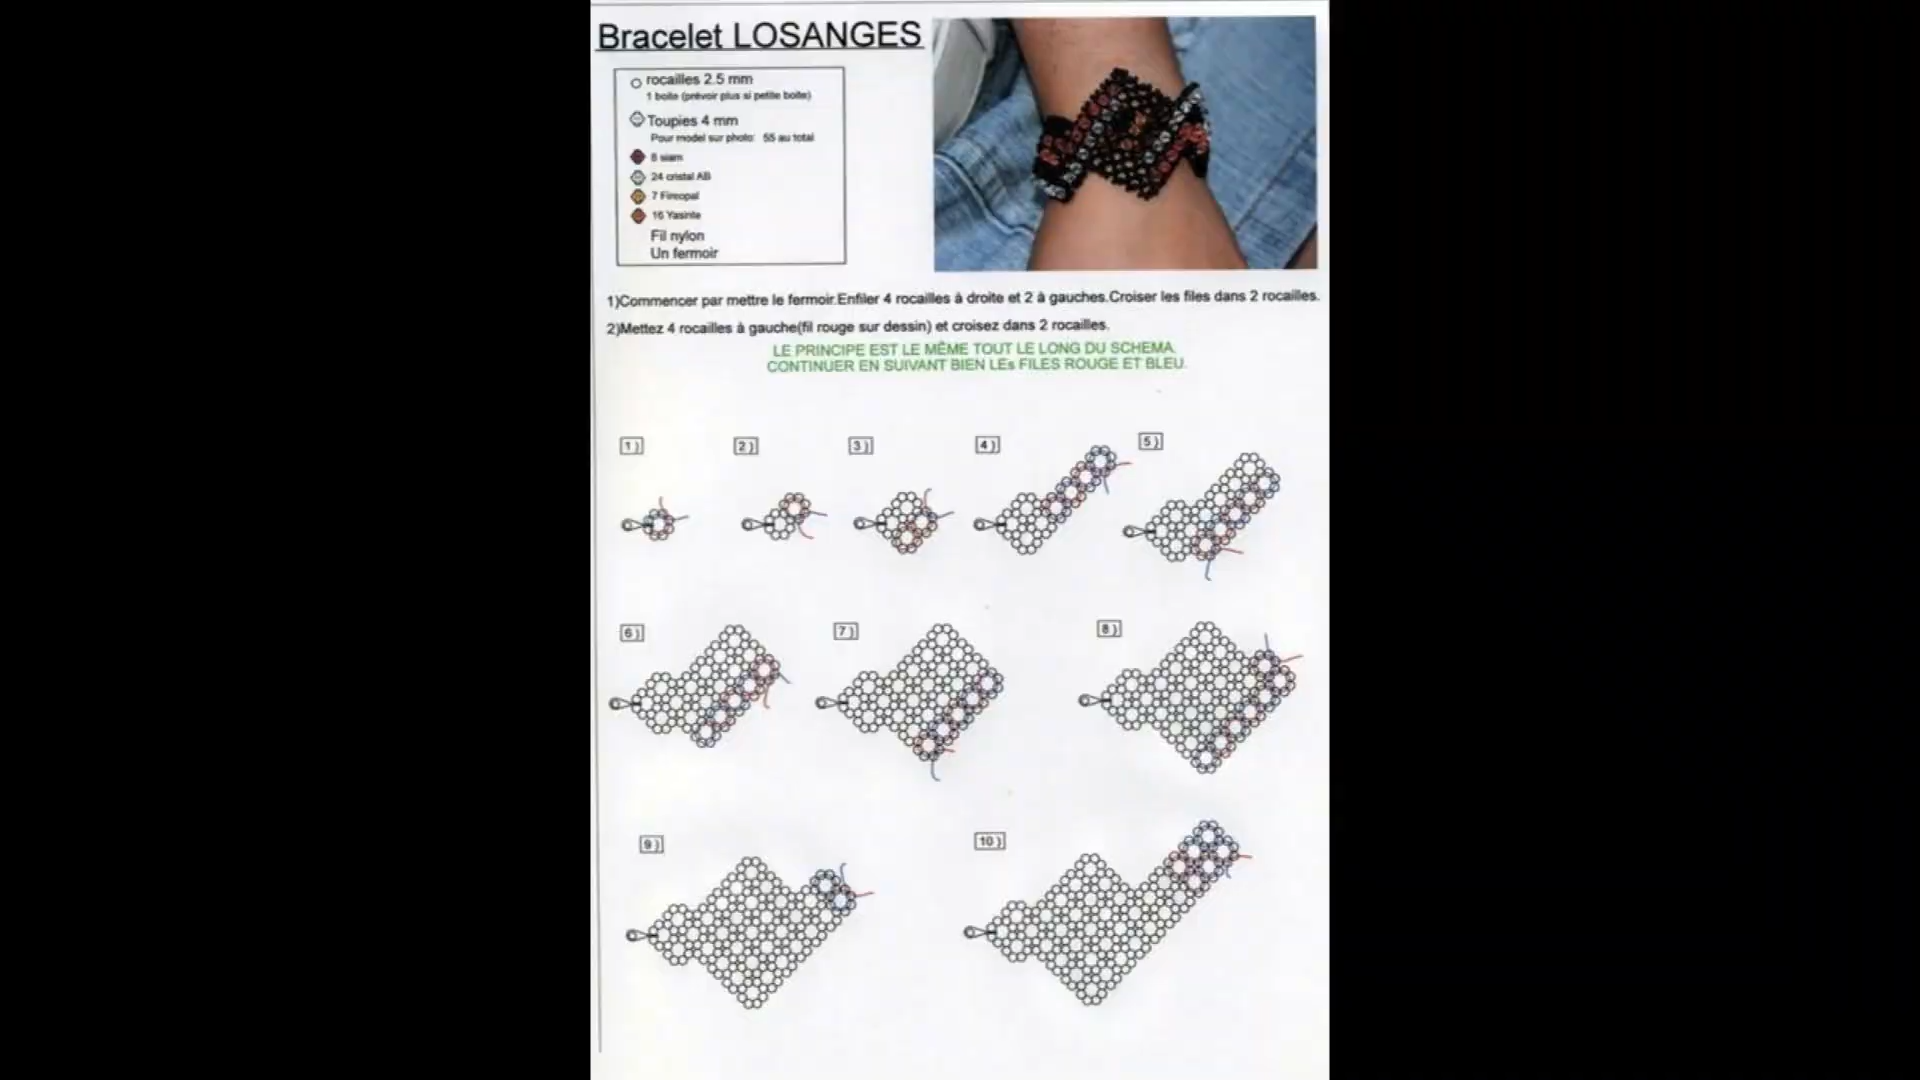 Bracelet LOSANGES
rocailles 2.5 mm
1 boite (prévoir plus si petite boite)
Toupies 4 mm
Pour model sur photo: 55 au total
8 siam
24 cristal AB
7 Fireopal
16 Yasinte
Fil nylon
Un fermoir
1)Commencer par mettre le fermoir.Enfiler 4 rocailles à droite et 2 à gauches.Croiser les files dans 2 rocailles.
2)Mettez 4 rocailles à gauche(fil rouge sur dessin) et croisez dans 2 rocailles.
LE PRINCIPE EST LE MÊME TOUT LE LONG DU SCHEMA.
CONTINUER EN SUIVANT BIEN LEs FILES ROUGE ET BLEU.
1)
2)
3)
4)
5)
6)
7)
8)
9)
10)